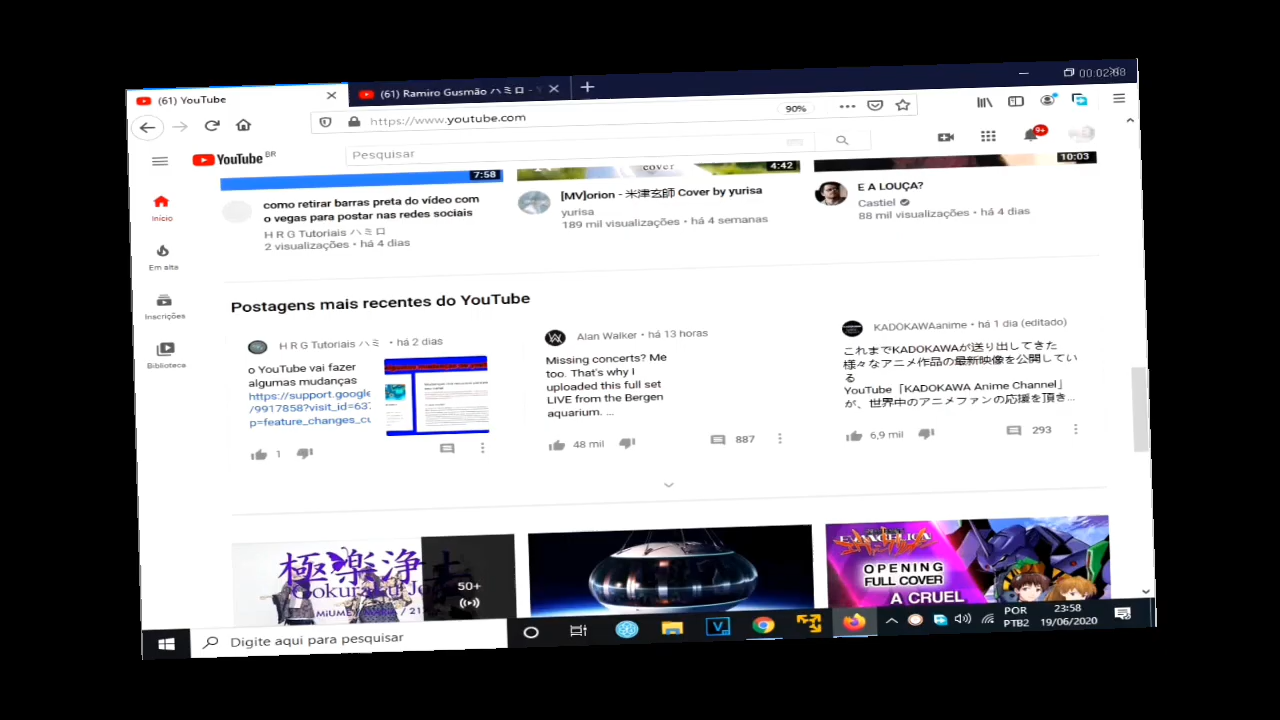 00:02:08
(61) YouTube
(61) Ramiro Gusmão ハミロ -
https://www.youtube.com
90%
YouTube BR
Pesquisar
9+
7:58
4:42
10:03
cover
como retirar barras preta do vídeo com
o vegas para postar nas redes sociais
H R G Tutoriais ハミロ
2 visualizações • há 4 dias
[MV]orion - 米津玄師 Cover by yurisa
yurisa
189 mil visualizações • há 4 semanas
E A LOUÇA?
Castiel
88 mil visualizações • há 4 dias
Início
Em alta
Inscrições
Biblioteca
Postagens mais recentes do YouTube
H R G Tutoriais ハミ • há 2 dias
o YouTube vai fazer
algumas mudanças
https://support.google
/9917858?visit_id=637
p=feature_changes_cu
1
Alan Walker • há 13 horas
Missing concerts? Me
too. That's why I
uploaded this full set
LIVE from the Bergen
aquarium. ...
48 mil
887
KADOKAWAanime • há 1 dia (editado)
これまでKADOKAWAが送り出してきた
様々なアニメ作品の最新映像を公開してい
る
YouTube「KADOKAWA Anime Channel」
が、世界中のアニメファンの応援を頂き...
6,9 mil
293
極楽浄土
Gokuraku Jo
MiUME
217
50+
EVANGELION
OPENING
FULL COVER
A CRUEL
Digite aqui para pesquisar
POR
PTB2
23:58
19/06/2020